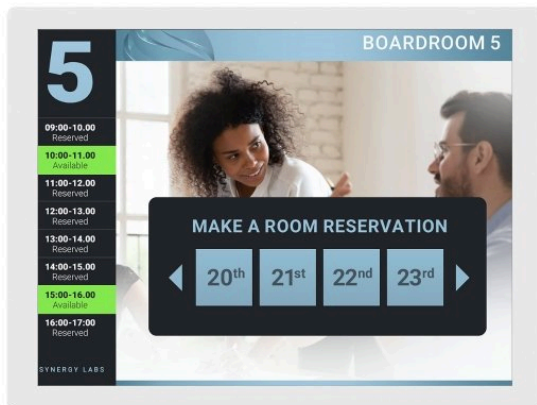 5
BOARDROOM 5
09:00-10.00
Reserved
10:00-11.00
Available
11:00-12.00
Reserved
12:00-13.00
Reserved
13:00-14.00
Reserved
14:00-15.00
Reserved
15:00-16.00
Available
16:00-17:00
Reserved
SYNERGY LABS
MAKE A ROOM RESERVATION
20th 21st 22nd 23rd